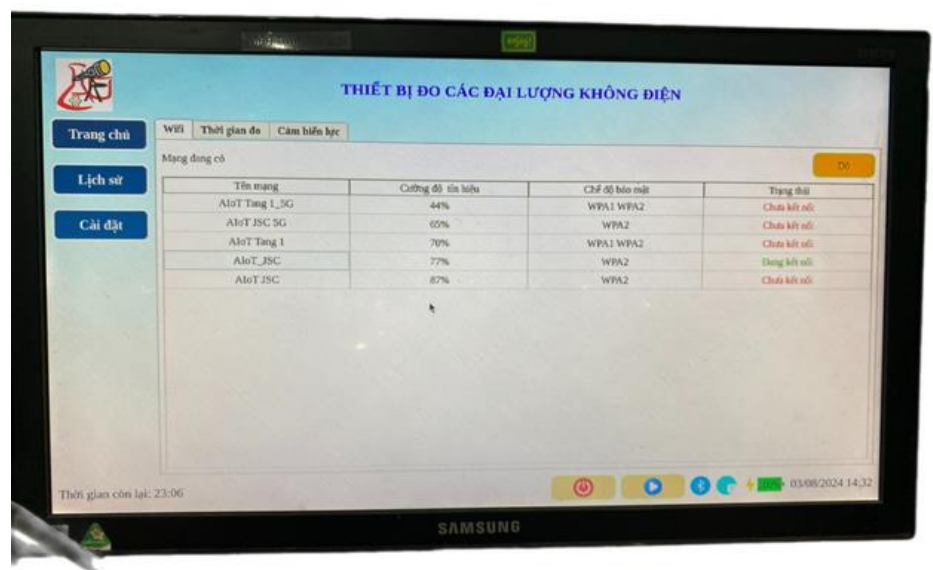 enjoy
THIẾT BỊ ĐO CÁC ĐẠI LƯỢNG KHÔNG ĐIỆN
Trang chủ
Lịch sử
Cài đặt
Wifi Thời gian đo Cảm biến lực
Mạng đang có
Dò
Tên mạng Cường độ tín hiệu Chế độ bảo mật Trạng thái
AIoT Tang 1_5G 44% WPA1 WPA2 Chưa kết nối
AIoT JSC 5G 65% WPA2 Chưa kết nối
AIoT Tang 1 70% WPA1 WPA2 Chưa kết nối
AIoT_JSC 77% WPA2 Đang kết nối
AIoT JSC 87% WPA2 Chưa kết nối
Thời gian còn lại: 23:06
100% 03/08/2024 14:32
SAMSUNG